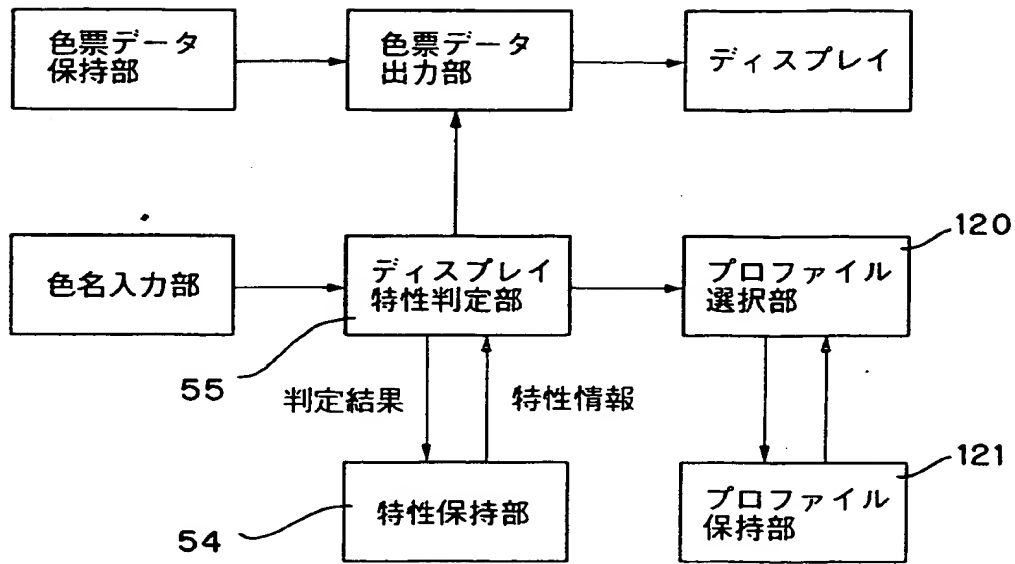 色票データ
保持部
色票データ
出力部
ディスプレイ
色名入力部
ディスプレイ
特性判定部
プロファイル
選択部
120
55
判定結果
特性情報
特性保持部
54
プロファイル
保持部
121